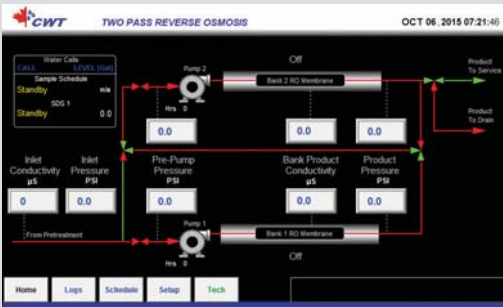 CWT
TWO PASS REVERSE OSMOSIS
OCT 06, 2015 07:21:46
Water Calls
CALL LEVEL (Gal)
Sample Schedule
Standby n/a
SDS 1
Standby 0.0
Pump 2
Hrs 0
Off
Bank 2 RO Membrane
Product
To Service
Product
To Drain
0.0
0.0
0.0
Inlet
Conductivity
µS
0
Inlet
Pressure
PSI
0.0
Pre-Pump
Pressure
PSI
0.0
Bank Product
Conductivity
µS
0.0
Product
Pressure
PSI
0.0
From Pretreatment
Pump 1
Hrs 0
Bank 1 RO Membrane
Off
Home
Logs
Schedule
Setup
Tech